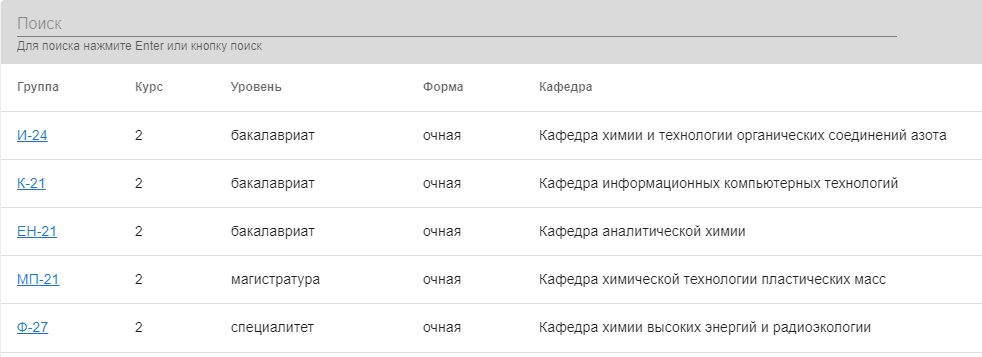 Поиск
Для поиска нажмите Enter или кнопку поиск
Группа Курс Уровень Форма Кафедра
И-24 2 бакалавриат очная Кафедра химии и технологии органических соединений азота
К-21 2 бакалавриат очная Кафедра информационных компьютерных технологий
ЕН-21 2 бакалавриат очная Кафедра аналитической химии
МП-21 2 магистратура очная Кафедра химической технологии пластических масс
Ф-27 2 специалитет очная Кафедра химии высоких энергий и радиоэкологии